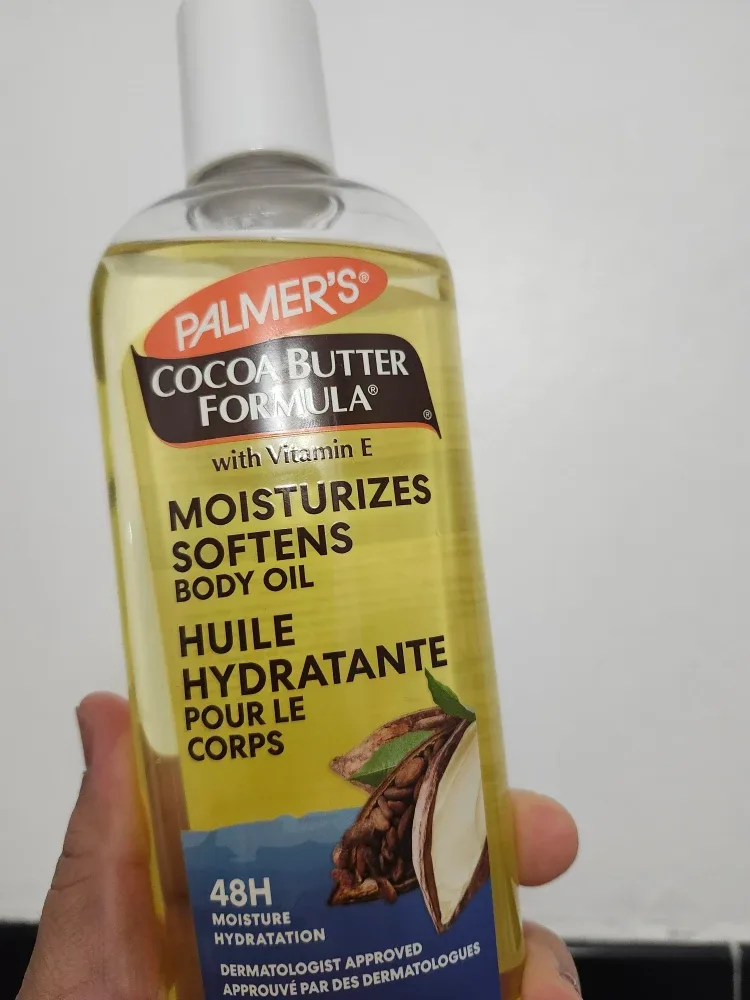 PALMER'S®
COCOA BUTTER
FORMULA®
®
with Vitamin E
MOISTURIZES
SOFTENS
BODY OIL
HUILE
HYDRATANTE
POUR LE
CORPS
48H
MOISTURE
HYDRATATION
DERMATOLOGIST APPROVED
APPROUVÉ PAR DES DERMATOLOGUES